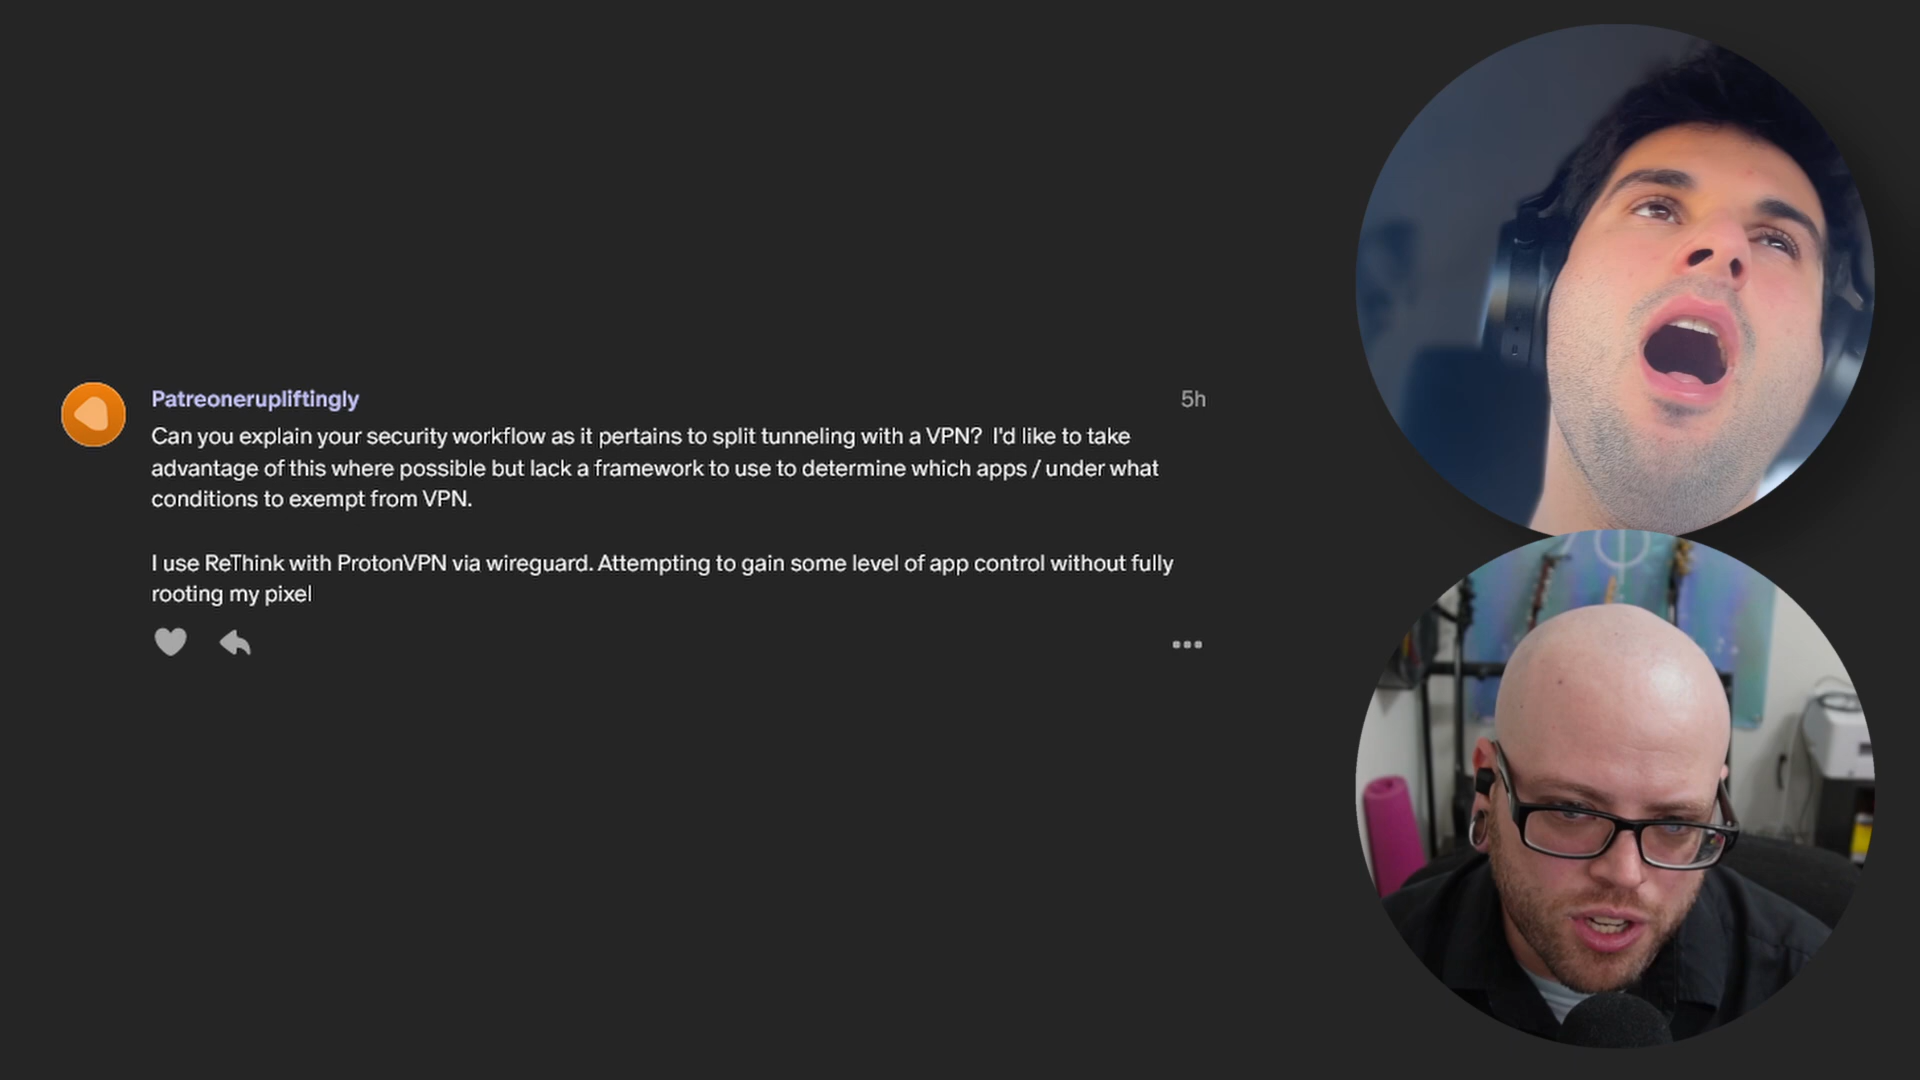 Patreonerupliftingly 5h
Can you explain your security workflow as it pertains to split tunneling with a VPN?  I'd like to take
advantage of this where possible but lack a framework to use to determine which apps / under what
conditions to exempt from VPN.
I use ReThink with ProtonVPN via wireguard. Attempting to gain some level of app control without fully
rooting my pixel